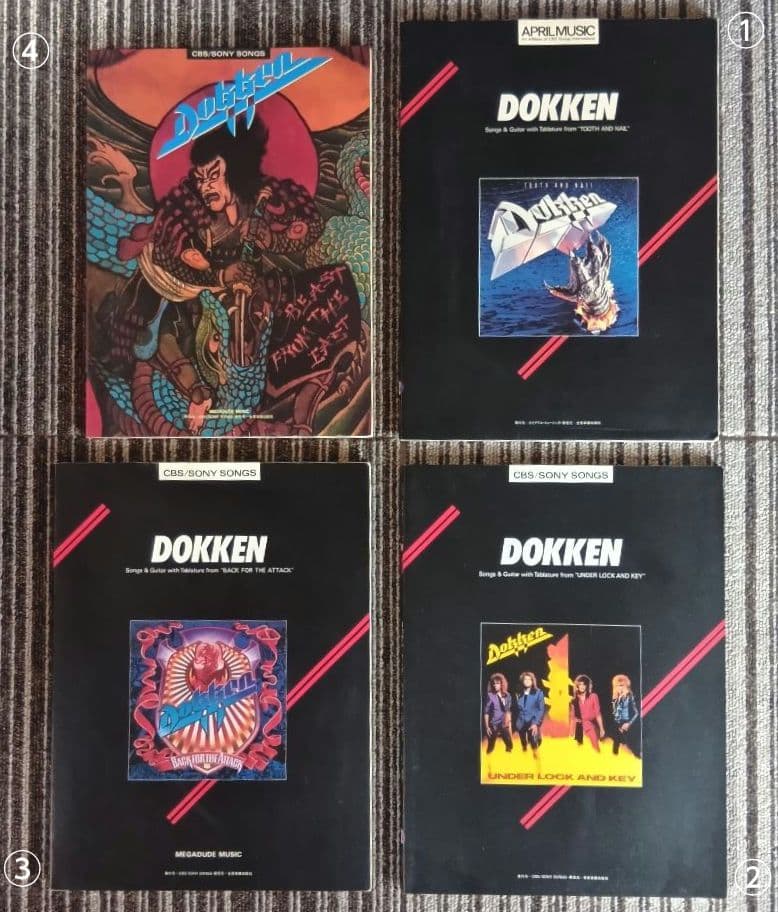 ④
CBS/SONY SONGS
Dokken
BEAST
FROM THE
EAST
MEGADUDE MUSIC
①
APRIL MUSIC
DOKKEN
Songs & Guitar with Tablature from "TOOTH AND NAIL"
TOOTH AND NAIL
Dokken
③
CBS/SONY SONGS
DOKKEN
Songs & Guitar with Tablature from "BACK FOR THE ATTACK"
Dokken
BACK FOR THE ATTACK
MEGADUDE MUSIC
②
CBS/SONY SONGS
DOKKEN
Songs & Guitar with Tablature from "UNDER LOCK AND KEY"
Dokken
UNDER LOCK AND KEY